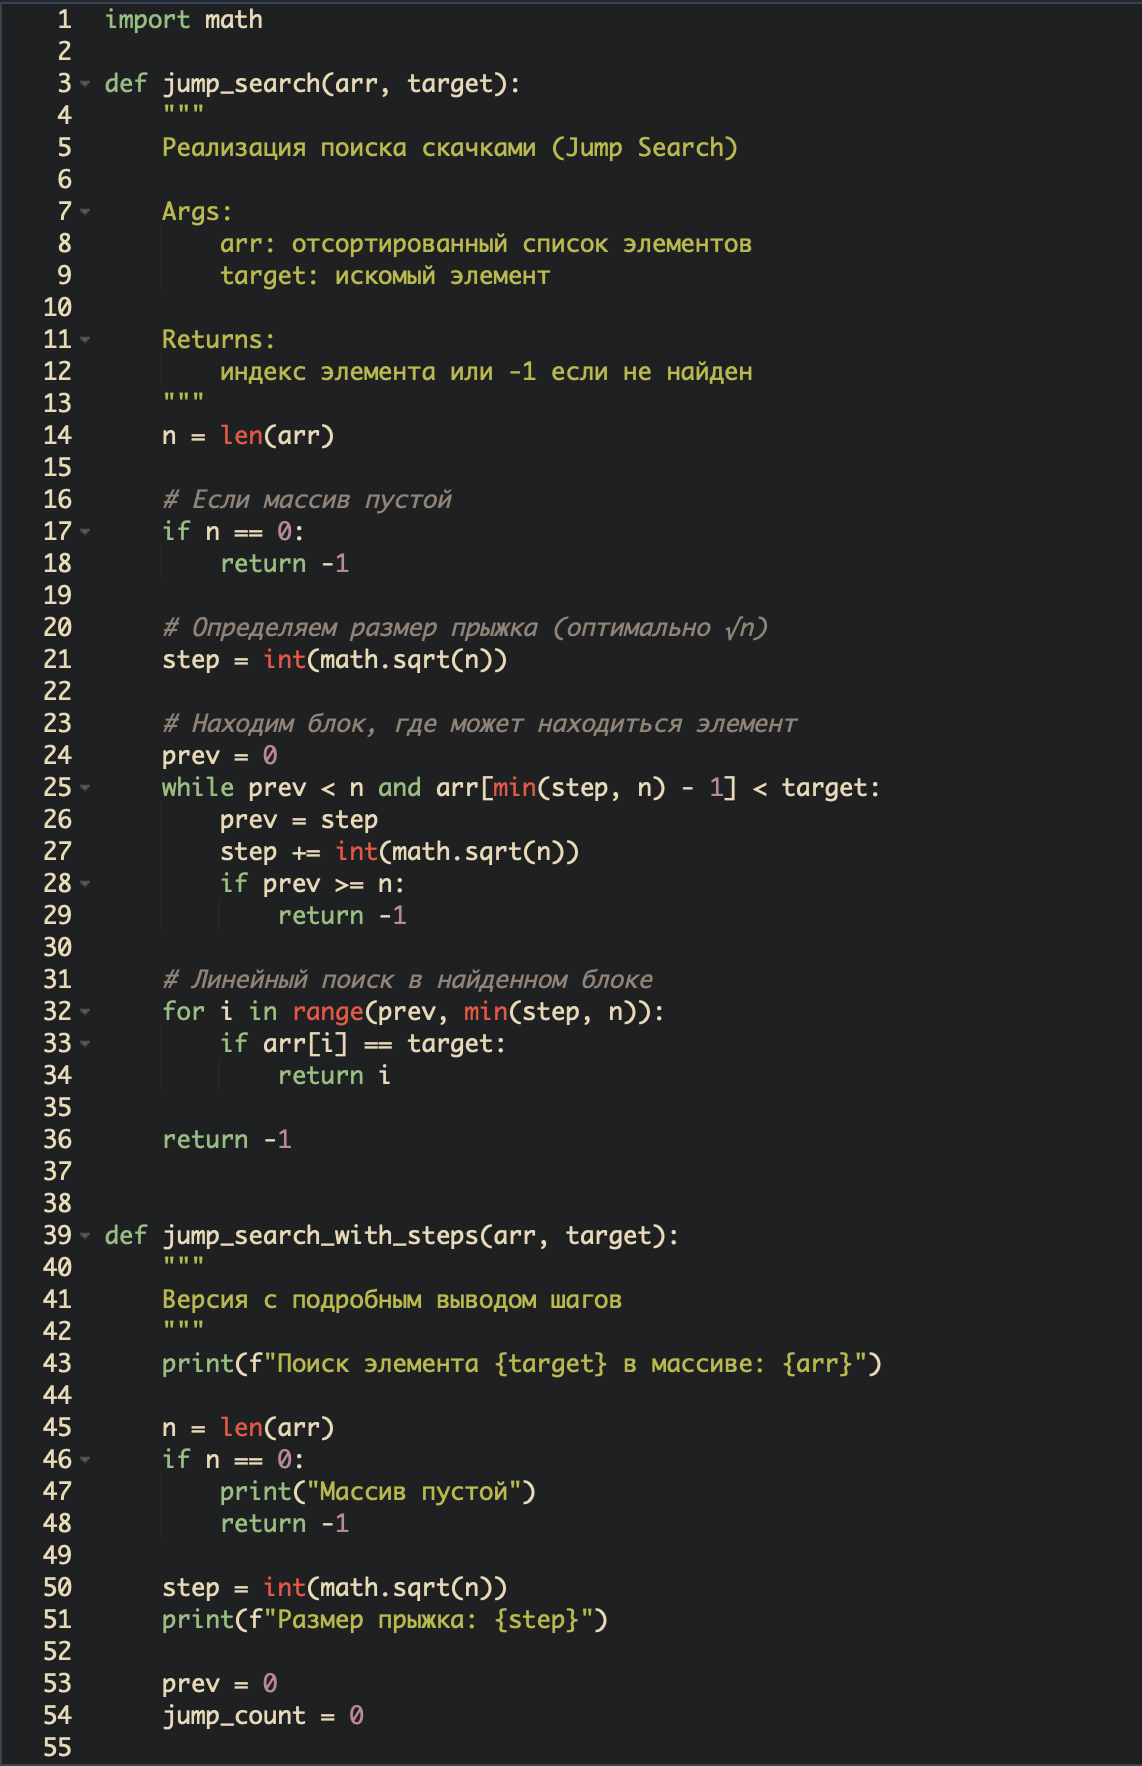 1 import math
2
3 def jump_search(arr, target):
4     """
5     Реализация поиска скачками (Jump Search)
6
7     Args:
8         arr: отсортированный список элементов
9         target: искомый элемент
10
11     Returns:
12         индекс элемента или -1 если не найден
13     """
14     n = len(arr)
15
16     # Если массив пустой
17     if n == 0:
18         return -1
19
20     # Определяем размер прыжка (оптимально √n)
21     step = int(math.sqrt(n))
22
23     # Находим блок, где может находиться элемент
24     prev = 0
25     while prev < n and arr[min(step, n) - 1] < target:
26         prev = step
27         step += int(math.sqrt(n))
28         if prev >= n:
29             return -1
30
31     # Линейный поиск в найденном блоке
32     for i in range(prev, min(step, n)):
33         if arr[i] == target:
34             return i
35
36     return -1
37
38
39 def jump_search_with_steps(arr, target):
40     """
41     Версия с подробным выводом шагов
42     """
43     print(f"Поиск элемента {target} в массиве: {arr}")
44
45     n = len(arr)
46     if n == 0:
47         print("Массив пустой")
48         return -1
49
50     step = int(math.sqrt(n))
51     print(f"Размер прыжка: {step}")
52
53     prev = 0
54     jump_count = 0
55